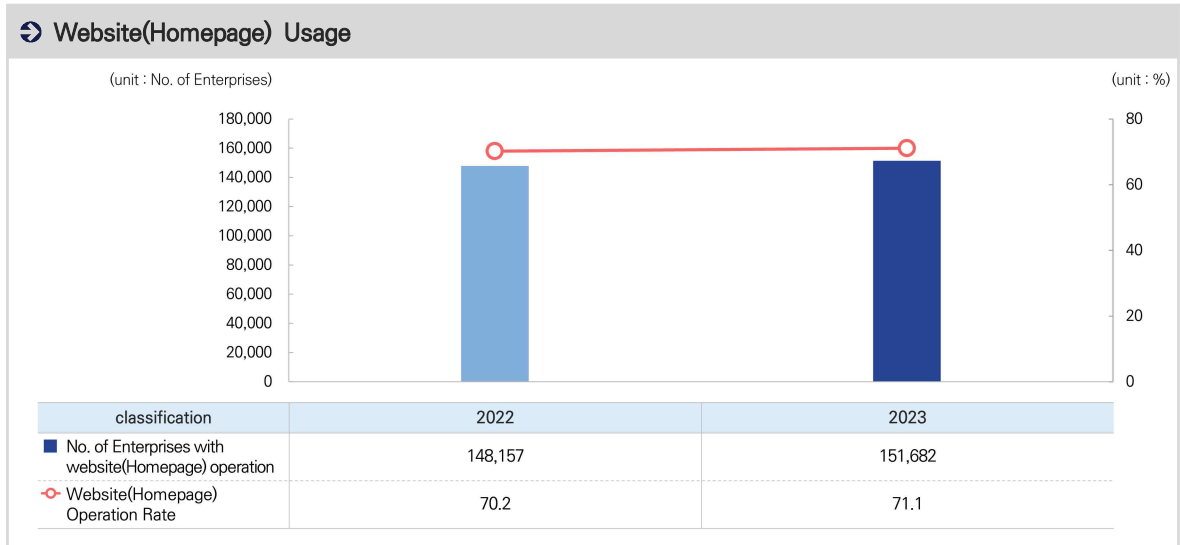 Website(Homepage) Usage
(unit : No. of Enterprises)
(unit : %)
180,000
160,000
140,000
120,000
100,000
80,000
60,000
40,000
20,000
0
80
60
40
20
0
classification 2022 2023
No. of Enterprises with
website(Homepage) operation 148,157 151,682
Website(Homepage)
Operation Rate 70.2 71.1